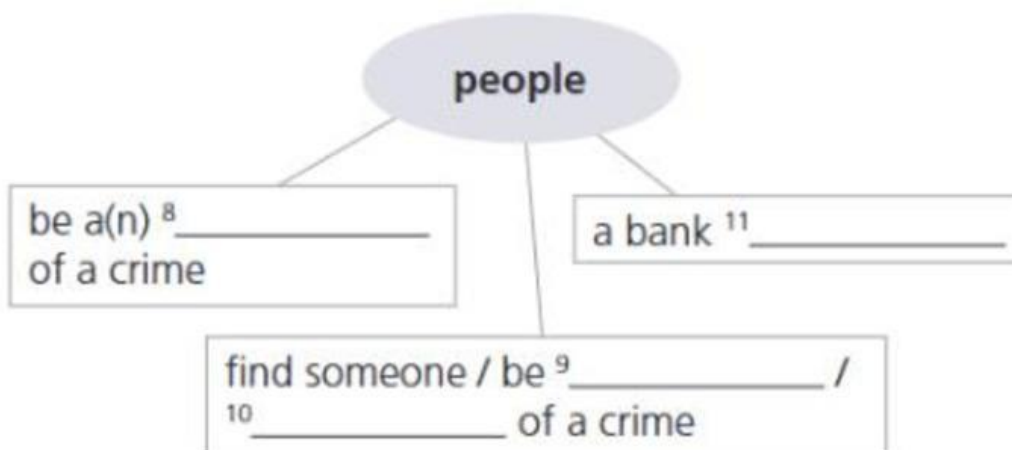 people
be a(n) 8____________
of a crime
a bank 11____________
find someone / be 9____________ /
10____________ of a crime